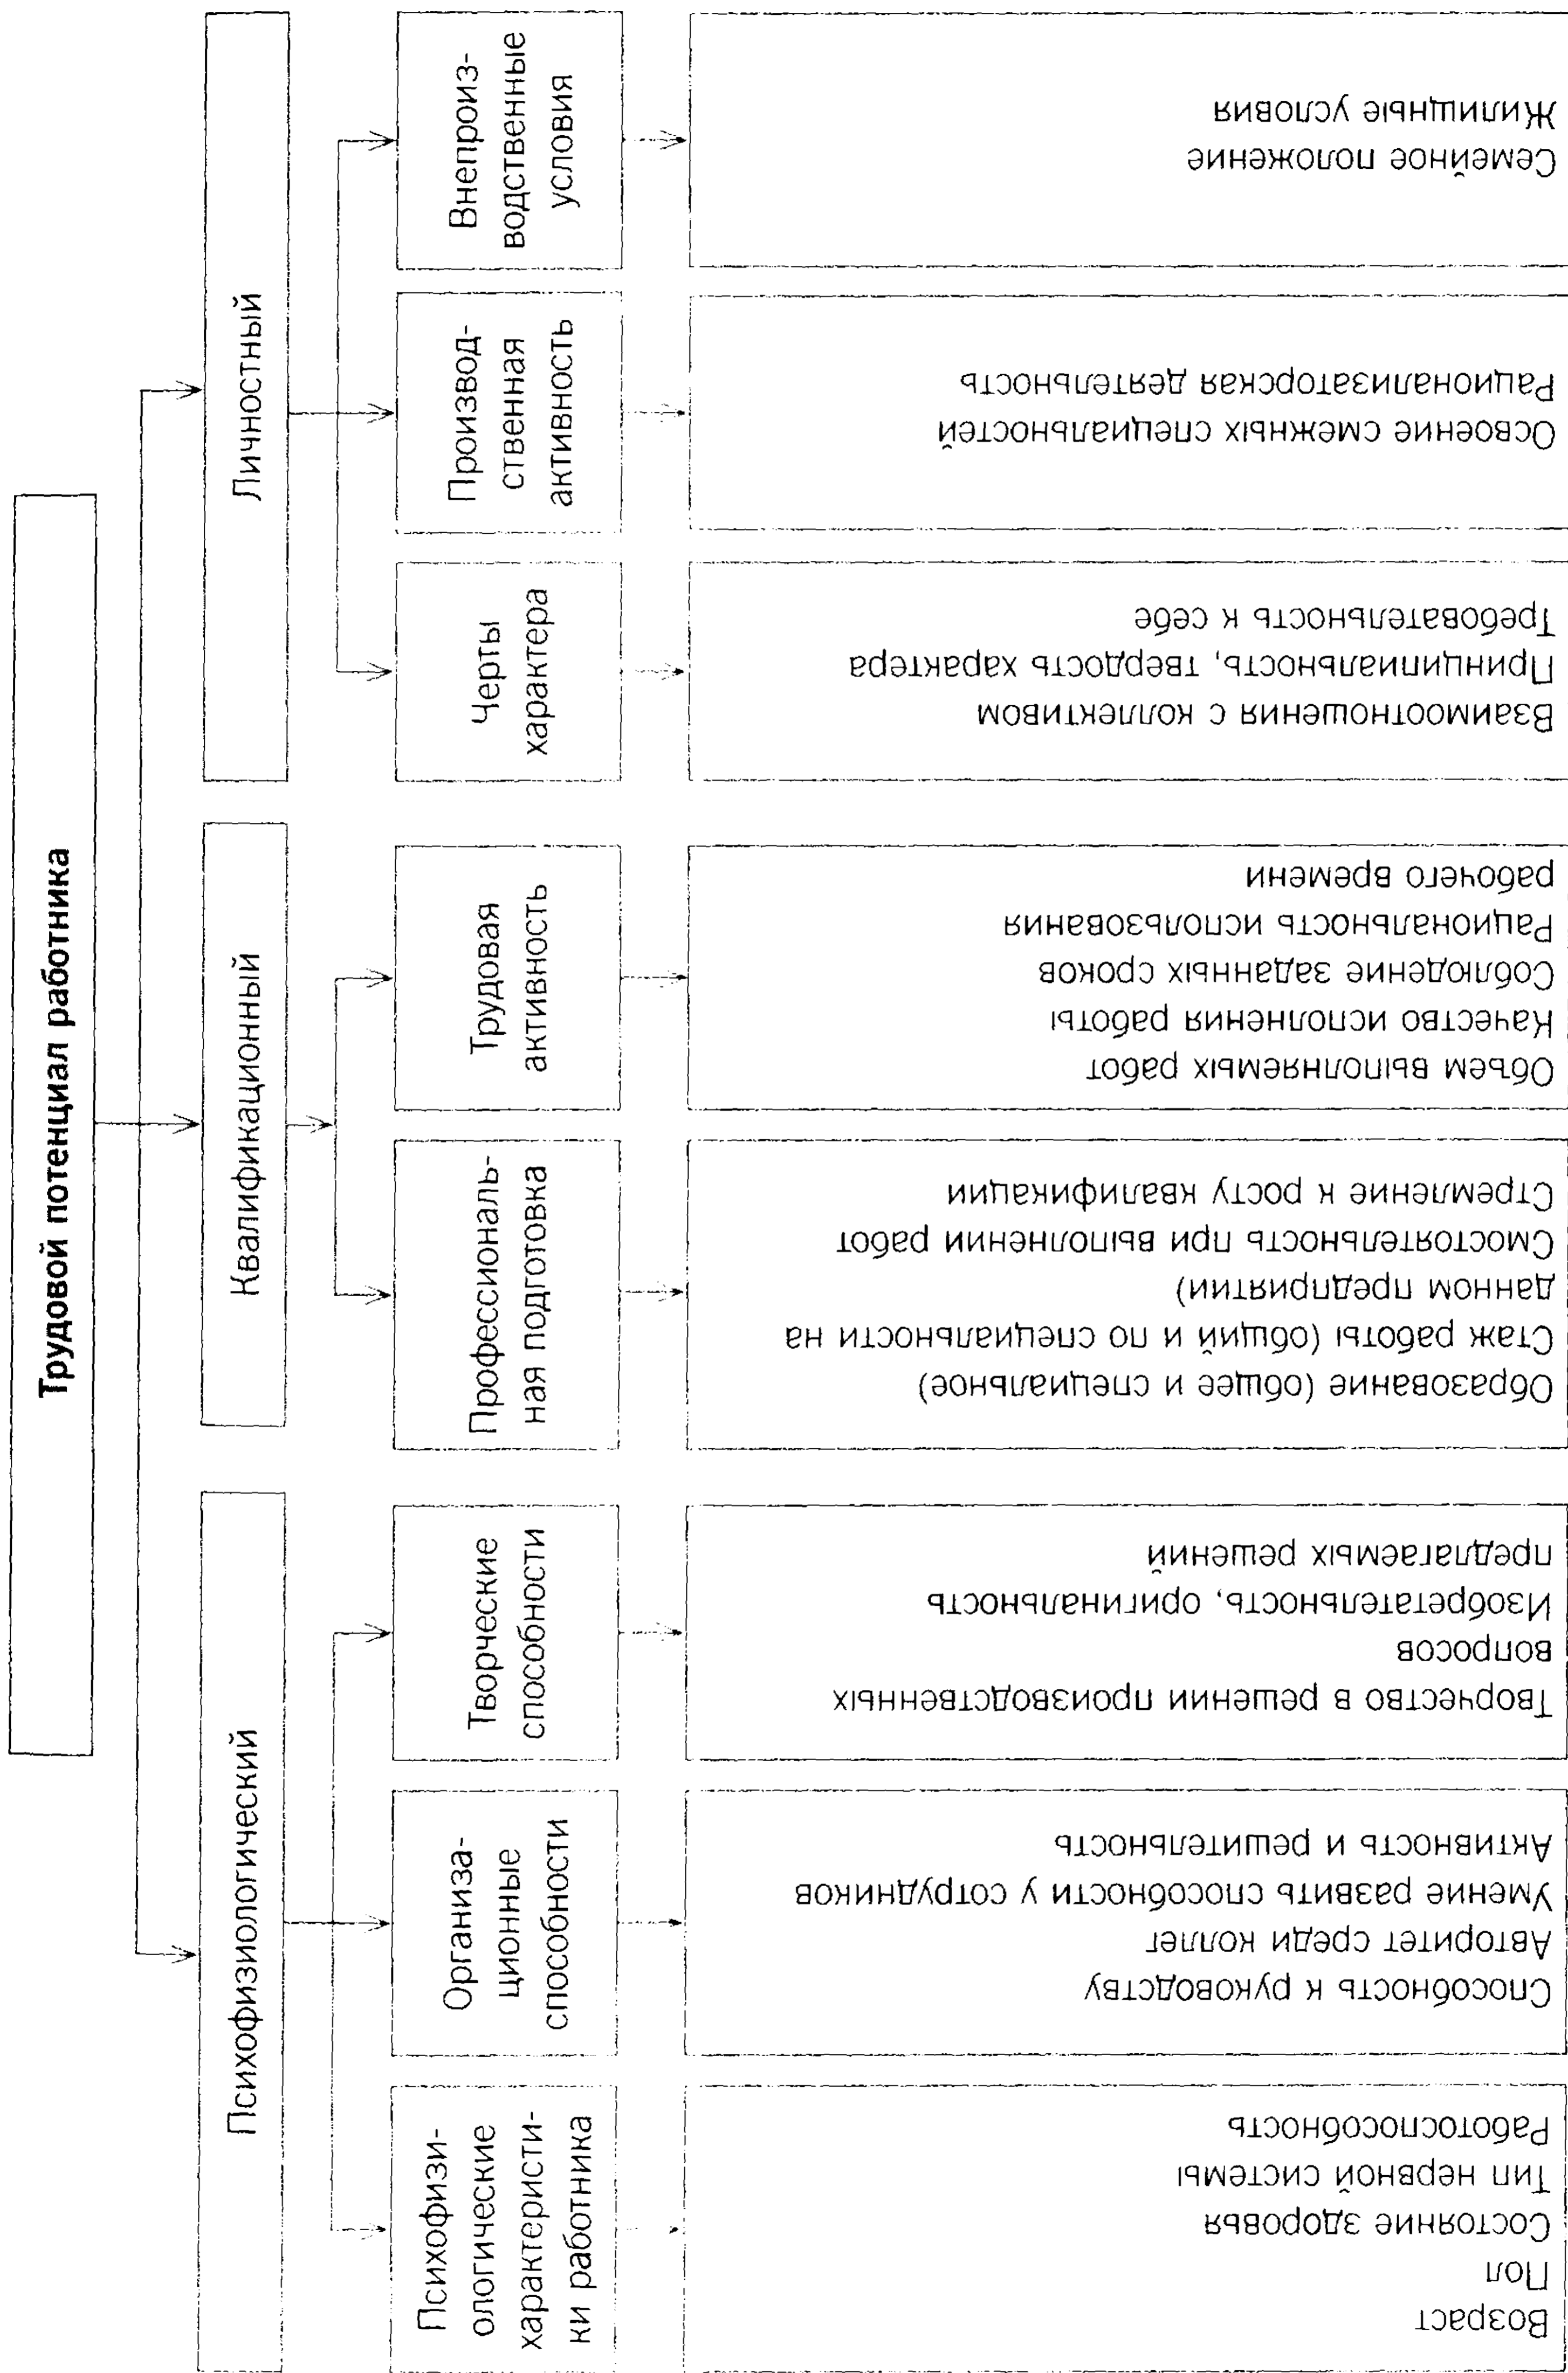 Трудовой потенциал работника
Психофизиологический
Квалификационный
Личностный
Психофизи-
ологические
характеристи-
ки работника
Организа-
ционные
способности
Творческие
способности
Профессиональ-
ная подготовка
Трудовая
активность
Черты
характера
Производ-
ственная
активность
Внепроиз-
водственные
условия
Возраст
Пол
Состояние здоровья
Тип нервной системы
Работоспособность
Способность к руководству
Авторитет среди коллег
Умение развить способности у сотрудников
Активность и решительность
Творчество в решении производственных
вопросов
Изобретательность, оригинальность
предлагаемых решений
Образование (общее и специальное)
Стаж работы (общий и по специальности на
данном предприятии)
Смостоятельность при выполнении работ
Стремление к росту квалификации
Объем выполняемых работ
Качество исполнения работы
Соблюдение заданных сроков
Рациональность использования
рабочего времени
Взаимоотношения с коллективом
Принципиальность, твердость характера
Требовательность к себе
Освоение смежных специальностей
Рационализаторская деятельность
Семейное положение
Жилищные условия